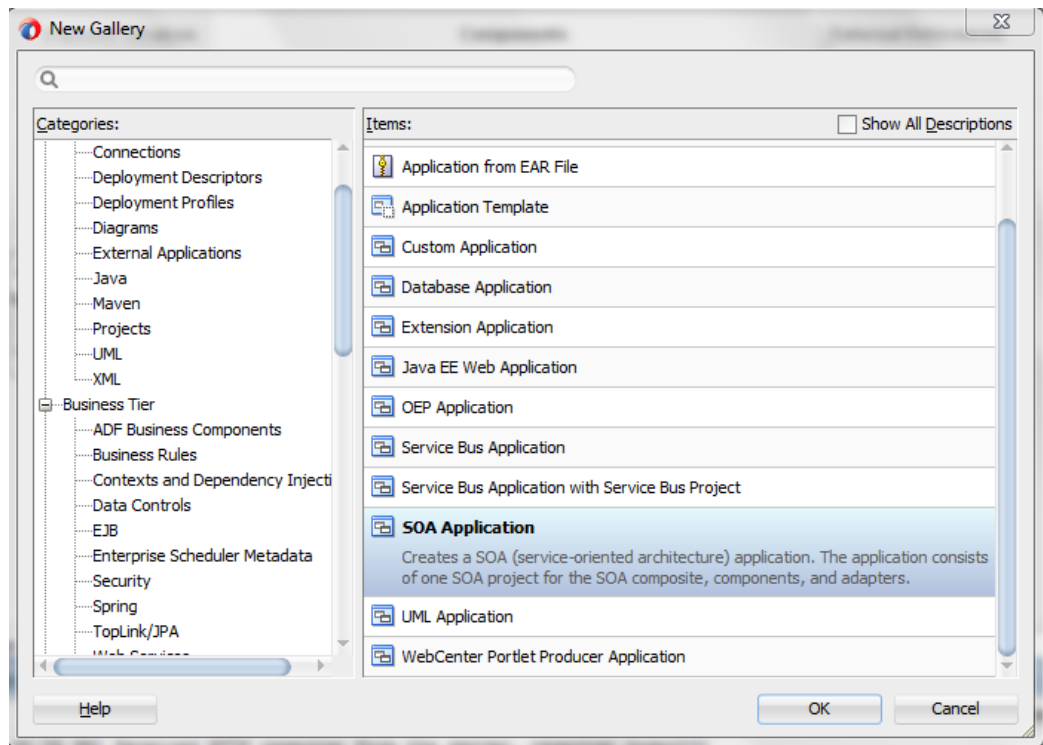 New Gallery
Categories:
Connections
Deployment Descriptors
Deployment Profiles
Diagrams
External Applications
Java
Maven
Projects
UML
XML
Business Tier
ADF Business Components
Business Rules
Contexts and Dependency Injecti
Data Controls
EJB
Enterprise Scheduler Metadata
Security
Spring
TopLink/JPA
Items:
Show All Descriptions
Application from EAR File
Application Template
Custom Application
Database Application
Extension Application
Java EE Web Application
OEP Application
Service Bus Application
Service Bus Application with Service Bus Project
SOA Application
Creates a SOA (service-oriented architecture) application. The application consists
of one SOA project for the SOA composite, components, and adapters.
UML Application
WebCenter Portlet Producer Application
Help
OK
Cancel